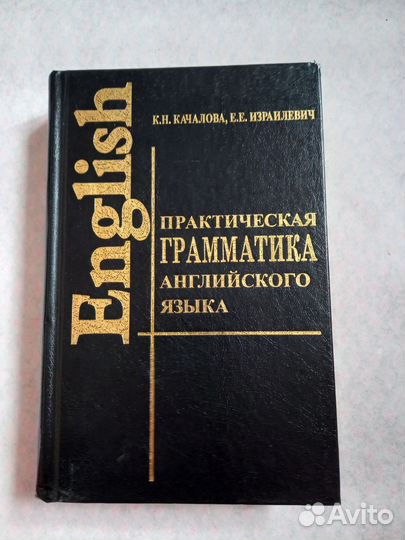 English
К.Н. КАЧАЛОВА, Е.Е. ИЗРАИЛЕВИЧ
ПРАКТИЧЕСКАЯ
ГРАММАТИКА
АНГЛИЙСКОГО
ЯЗЫКА
Avito